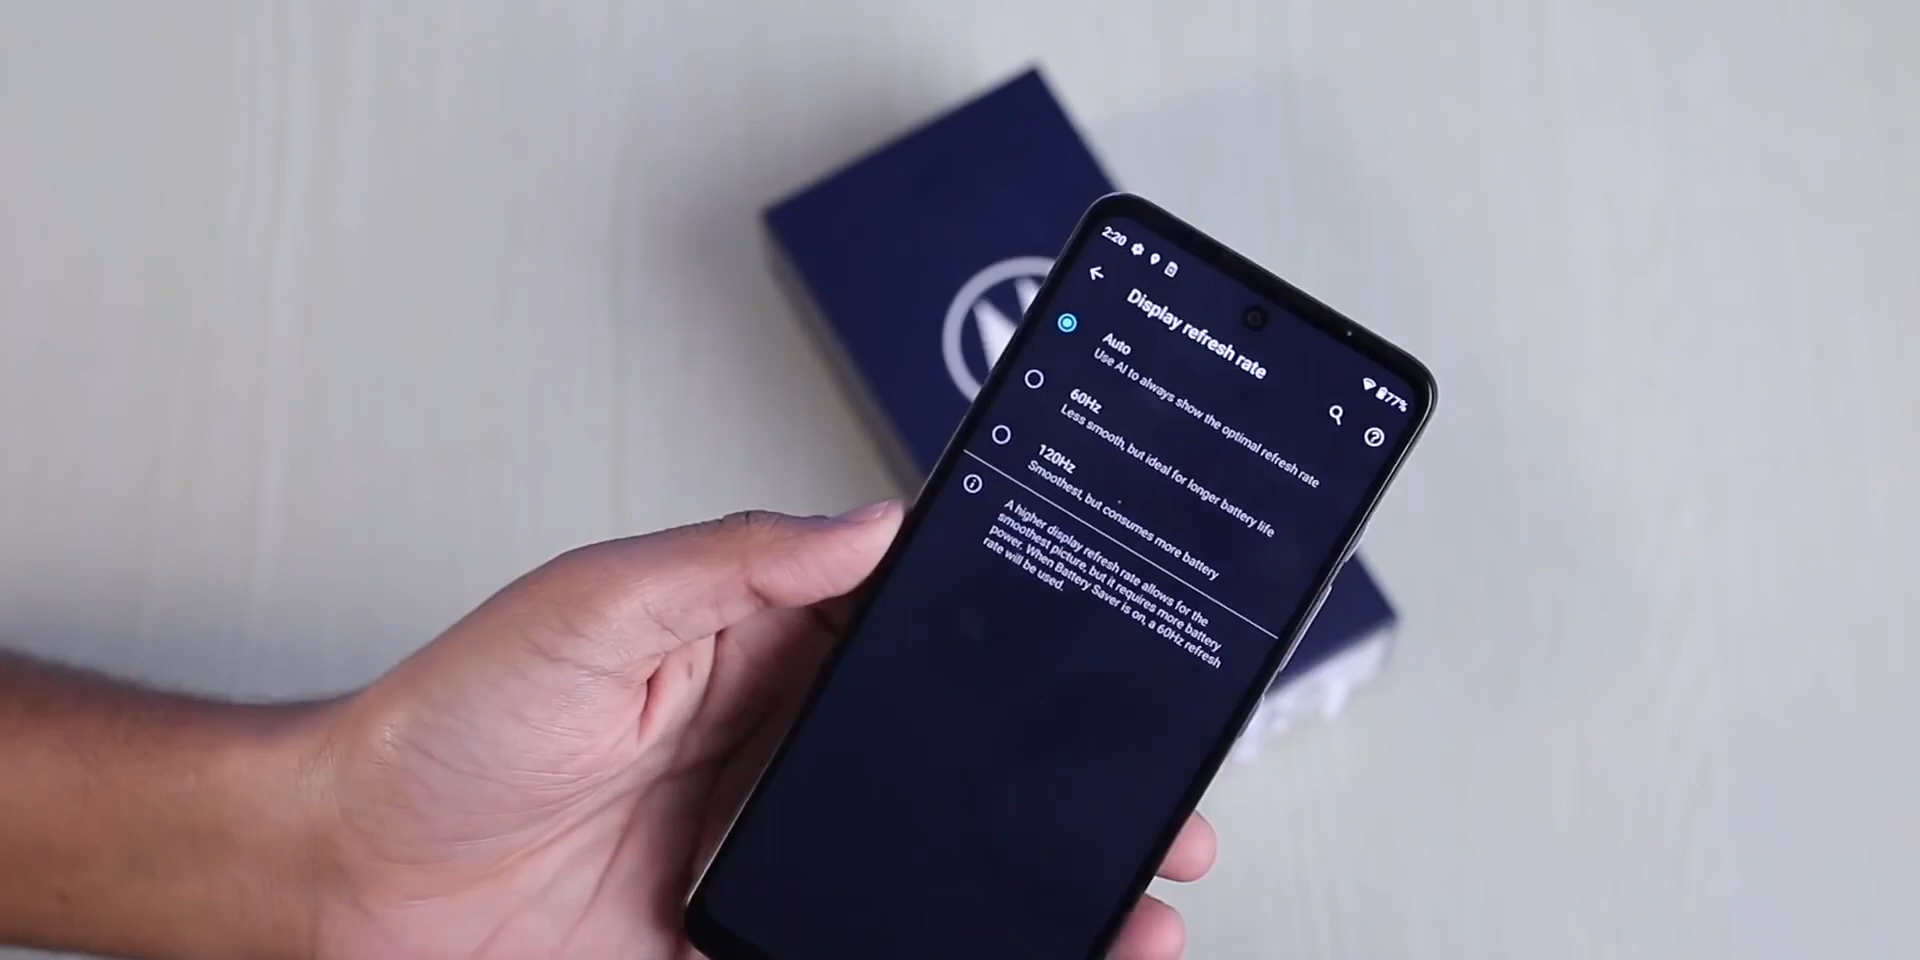 2:20
77%
Display refresh rate
Auto
Use AI to always show the optimal refresh rate
60Hz
Less smooth, but ideal for longer battery life
120Hz
Smoothest, but consumes more battery
A higher display refresh rate allows for the
smoothest picture, but it requires more battery
power. When Battery Saver is on, a 60Hz refresh
rate will be used.